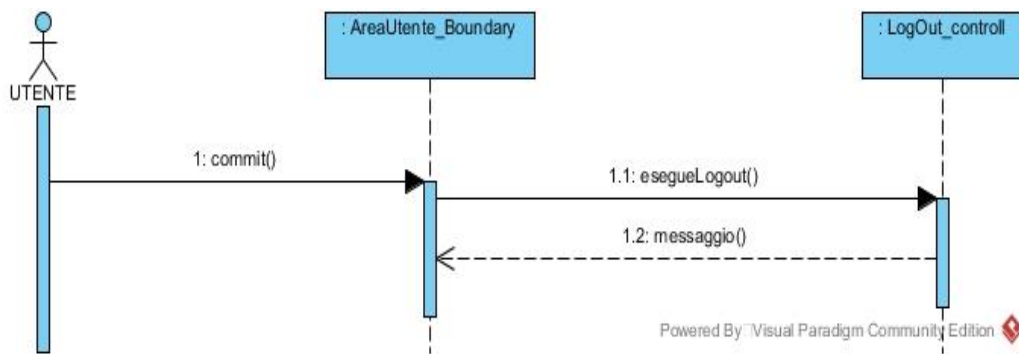 : AreaUtente_Boundary
: LogOut_controll
UTENTE
1: commit()
1.1: esegueLogout()
1.2: messaggio()
Powered By Visual Paradigm Community Edition